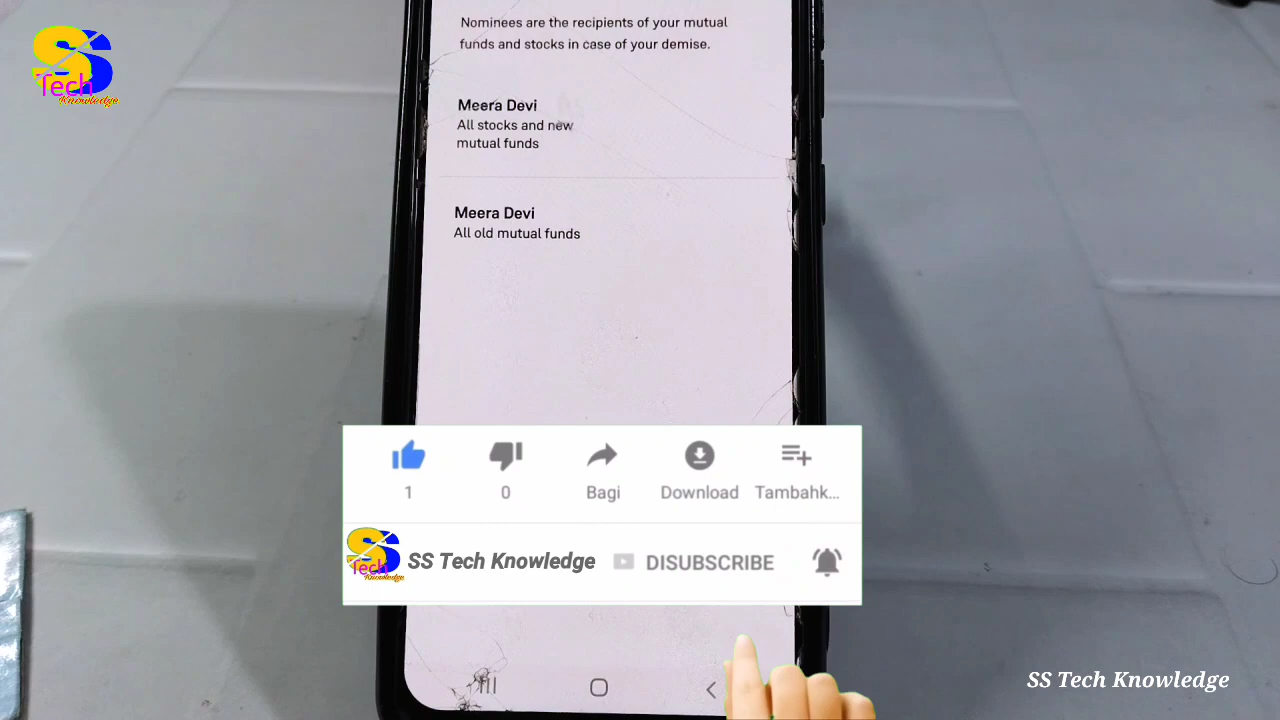 S S
Tech
Knowledge
Nominees are the recipients of your mutual
funds and stocks in case of your demise.
Meera Devi
All stocks and new
mutual funds
Meera Devi
All old mutual funds
1
0
Bagi
Download
Tambahk...
S S
Tech
Knowledge
SS Tech Knowledge
DISUBSCRIBE
SS Tech Knowledge